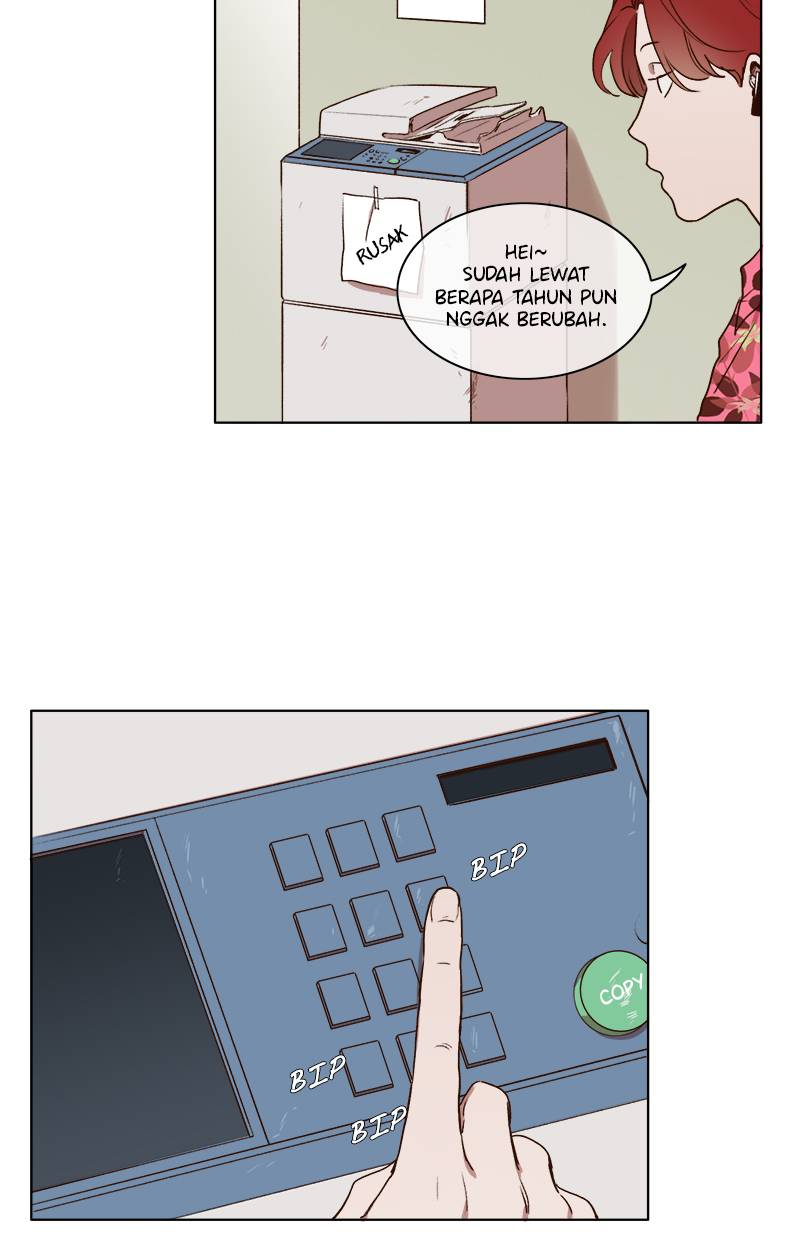 RUSAK
HEI~
SUDAH LEWAT
BERAPA TAHUN PUN
NGGAK BERUBAH.
BIP
COPY
BIP
BIP